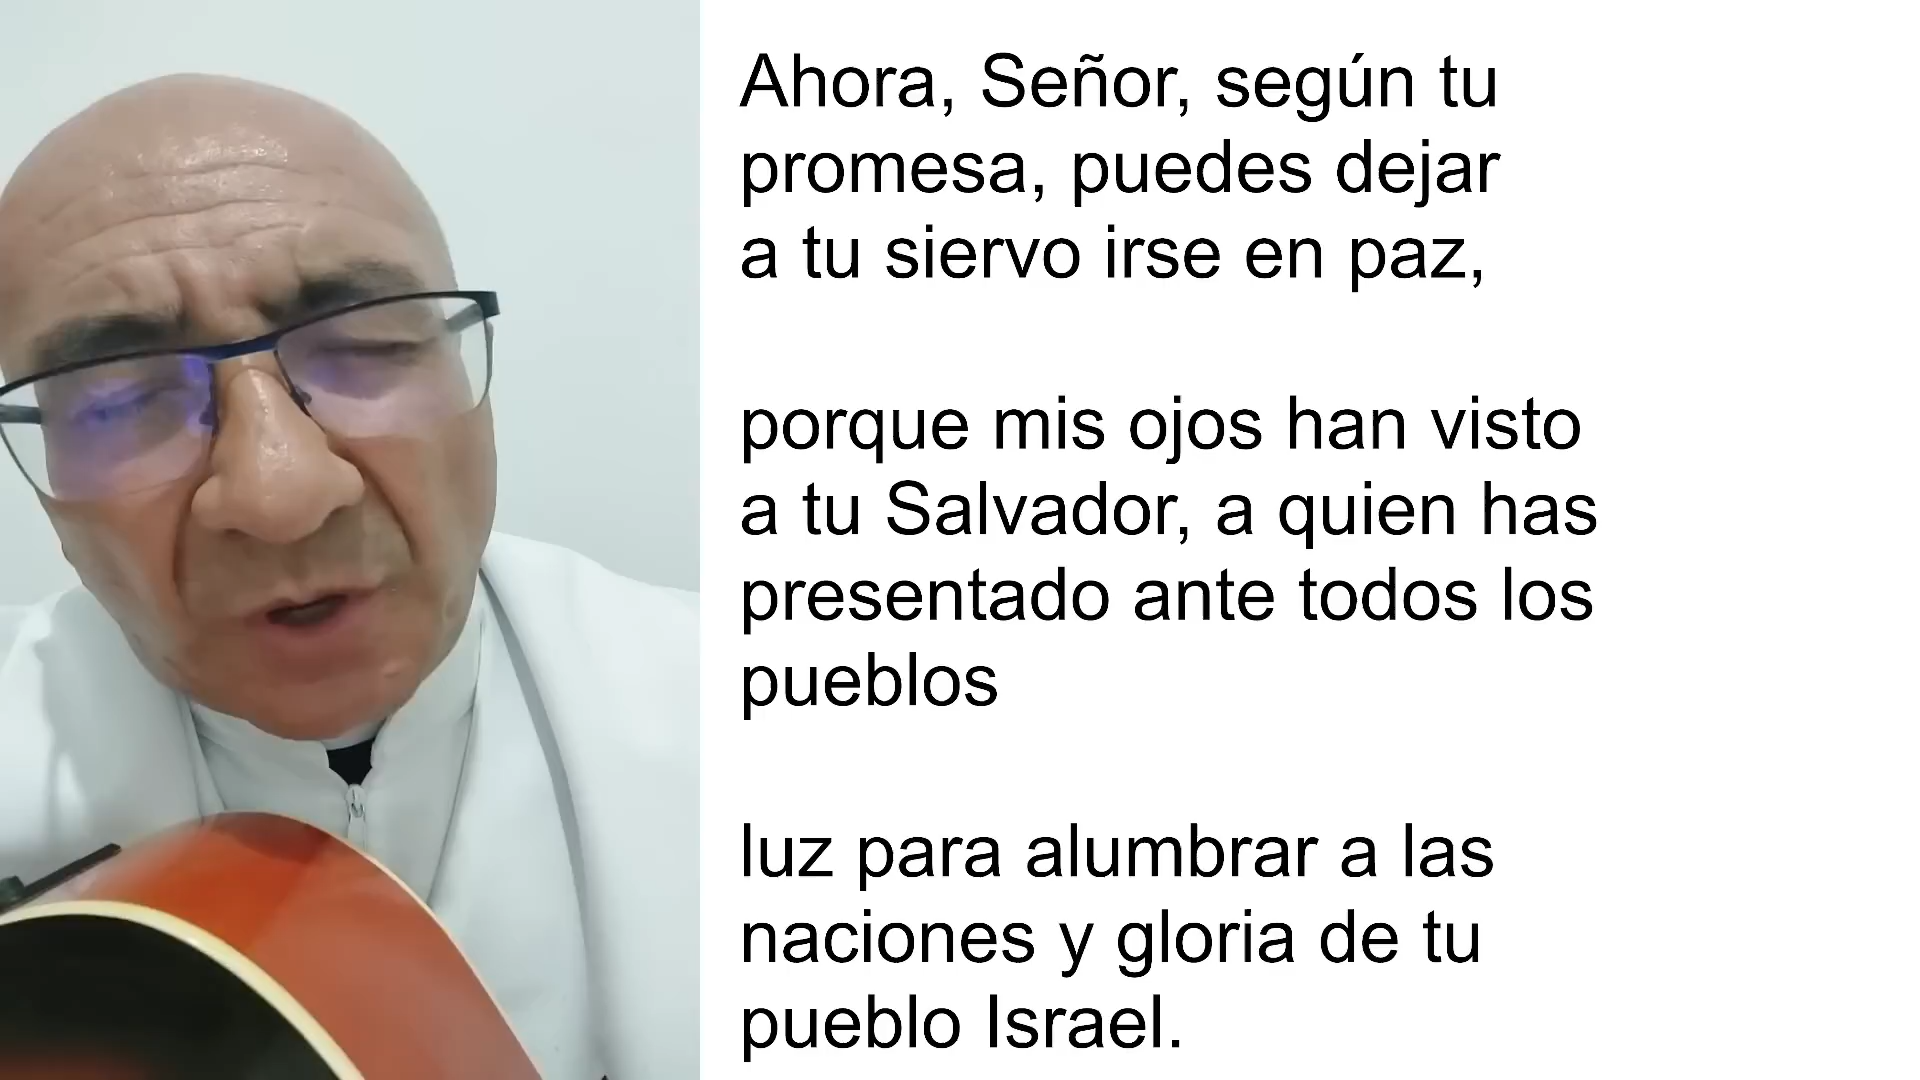 Ahora, Señor, según tu
promesa, puedes dejar
a tu siervo irse en paz,
porque mis ojos han visto
a tu Salvador, a quien has
presentado ante todos los
pueblos
luz para alumbrar a las
naciones y gloria de tu
pueblo Israel.